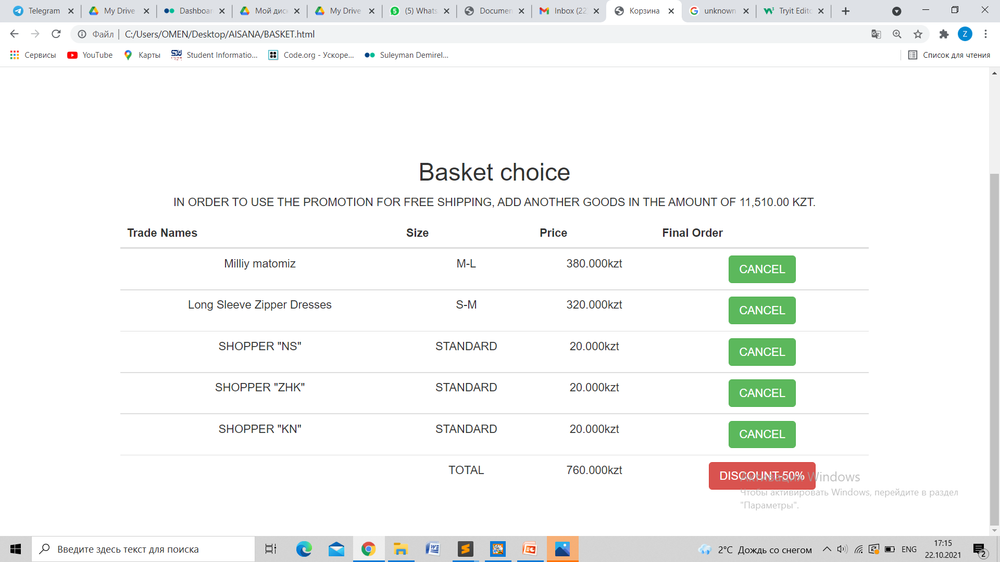 Telegram My Drive Dashboar Мой дис My Drive (5) Whats Documen Inbox (22 Корзина unknown Tryit Edito
Файл C:/Users/OMEN/Desktop/AISANA/BASKET.html Z
Сервисы YouTube Карты Student Informatio... Code.org - Ускоре... Suleyman Demirel... Список для чтения
Basket choice
IN ORDER TO USE THE PROMOTION FOR FREE SHIPPING, ADD ANOTHER GOODS IN THE AMOUNT OF 11,510.00 KZT.
Trade Names Size Price Final Order
Milliy matomiz M-L 380.000kzt CANCEL
Long Sleeve Zipper Dresses S-M 320.000kzt CANCEL
SHOPPER "NS" STANDARD 20.000kzt CANCEL
SHOPPER "ZHK" STANDARD 20.000kzt CANCEL
SHOPPER "KN" STANDARD 20.000kzt CANCEL
TOTAL 760.000kzt DISCOUNT-50%
Активация Windows
Чтобы активировать Windows, перейдите в раздел
"Параметры".
Введите здесь текст для поиска 2°C Дождь со снегом ENG 17:15
22.10.2021 2